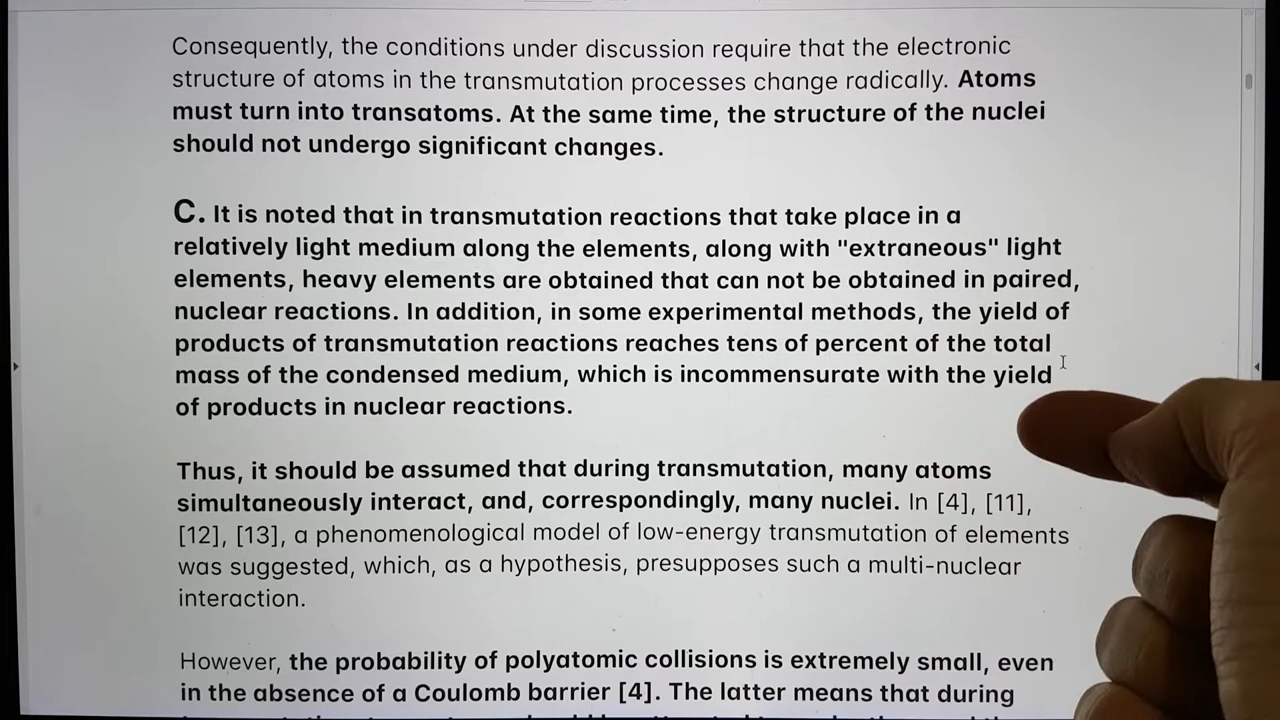 Consequently, the conditions under discussion require that the electronic
structure of atoms in the transmutation processes change radically. Atoms
must turn into transatoms. At the same time, the structure of the nuclei
should not undergo significant changes.
C. It is noted that in transmutation reactions that take place in a
relatively light medium along the elements, along with "extraneous" light
elements, heavy elements are obtained that can not be obtained in paired,
nuclear reactions. In addition, in some experimental methods, the yield of
products of transmutation reactions reaches tens of percent of the total
mass of the condensed medium, which is incommensurate with the yield
of products in nuclear reactions.
Thus, it should be assumed that during transmutation, many atoms
simultaneously interact, and, correspondingly, many nuclei. In [4], [11],
[12], [13], a phenomenological model of low-energy transmutation of elements
was suggested, which, as a hypothesis, presupposes such a multi-nuclear
interaction.
However, the probability of polyatomic collisions is extremely small, even
in the absence of a Coulomb barrier [4]. The latter means that during